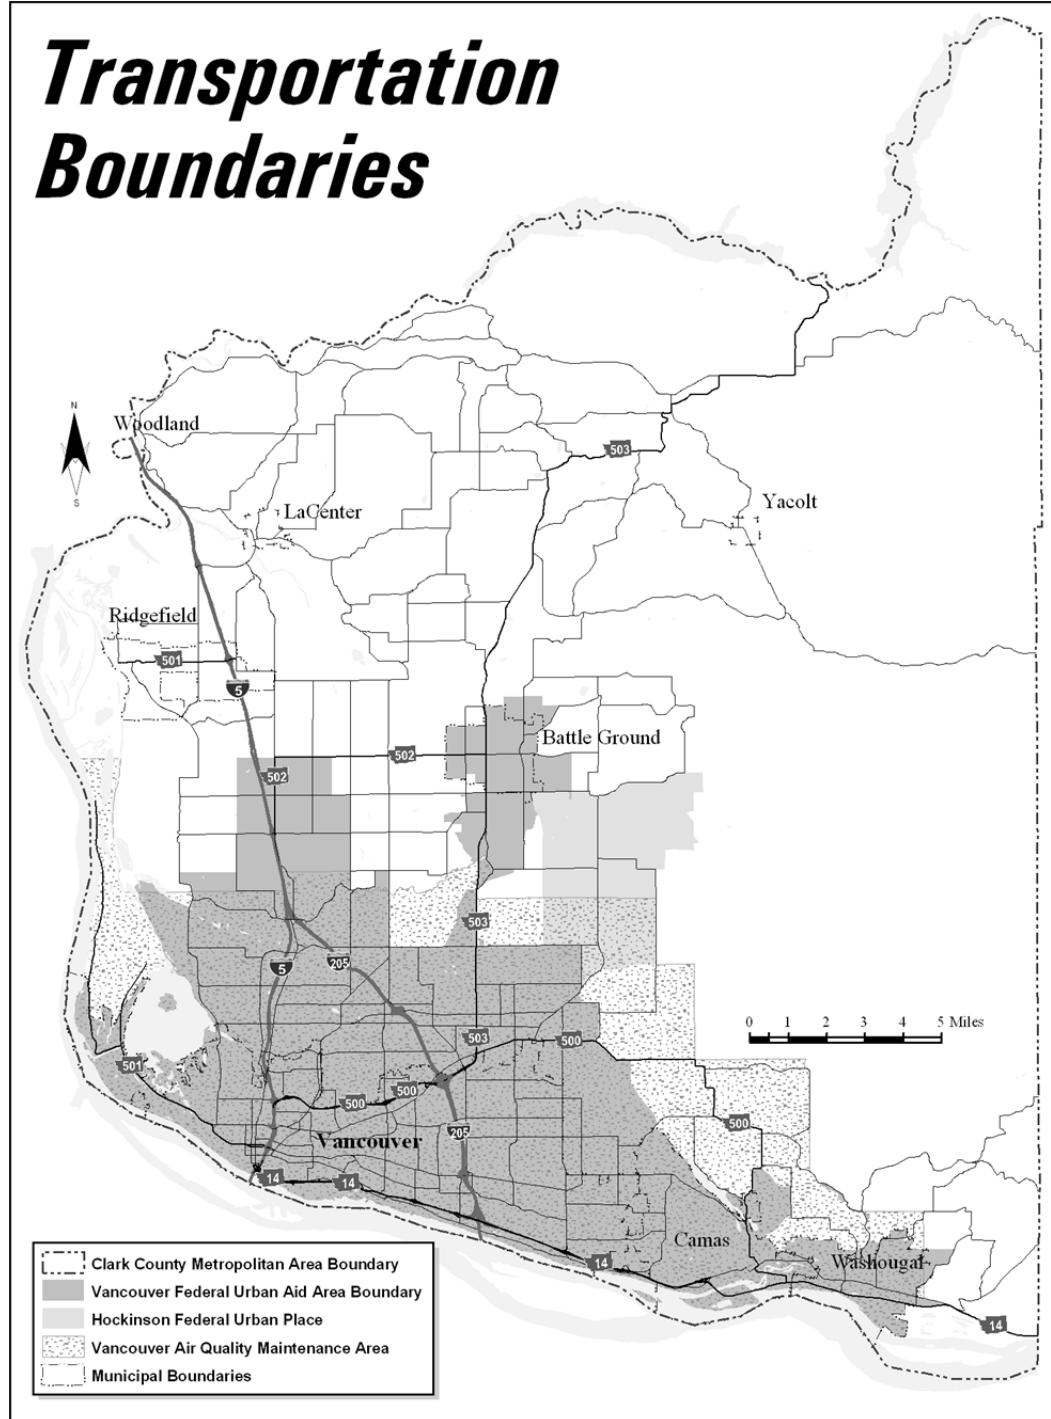 Transportation
Boundaries
N
S
Woodland
503
LaCenter
Yacolt
Ridgefield
501
5
Battle Ground
502
502
503
205
5
0 1 2 3 4 5 Miles
503
500
501
500
500
500
205
Vancouver
14
14
Camas
Washougal
14
14
Clark County Metropolitan Area Boundary
Vancouver Federal Urban Aid Area Boundary
Hockinson Federal Urban Place
Vancouver Air Quality Maintenance Area
Municipal Boundaries